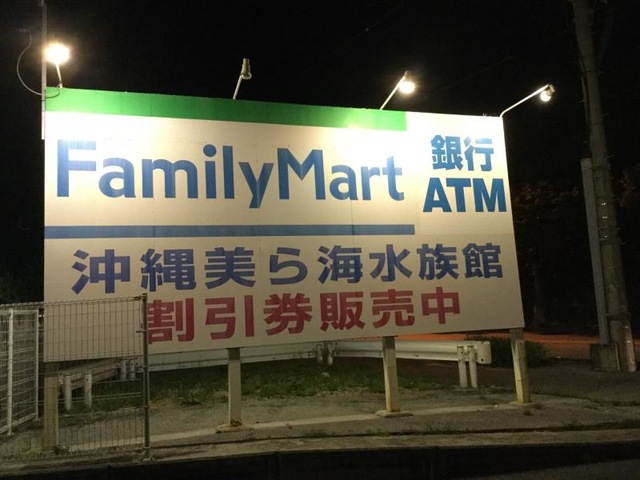 FamilyMart
銀行
ATM
沖縄美ら海水族館
割引券販売中